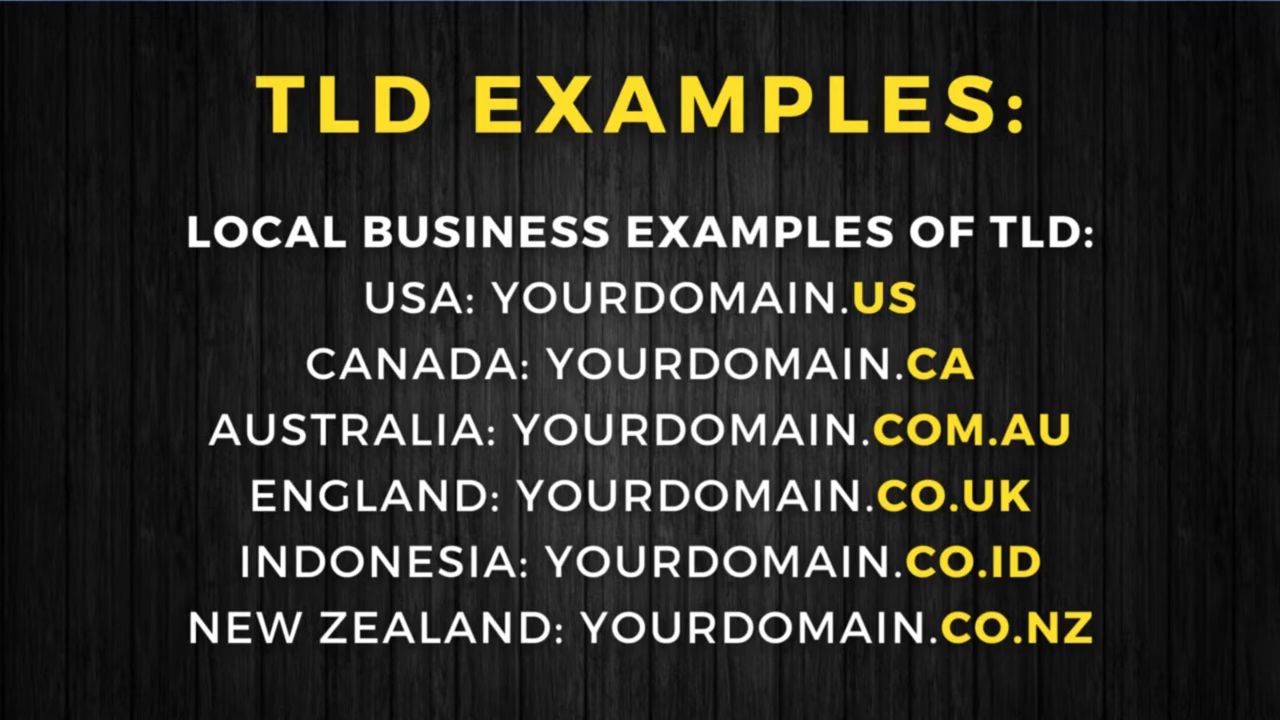 TLD EXAMPLES:
LOCAL BUSINESS EXAMPLES OF TLD:
USA: YOURDOMAIN.US
CANADA: YOURDOMAIN.CA
AUSTRALIA: YOURDOMAIN.COM.AU
ENGLAND: YOURDOMAIN.CO.UK
INDONESIA: YOURDOMAIN.CO.ID
NEW ZEALAND: YOURDOMAIN.CO.NZ